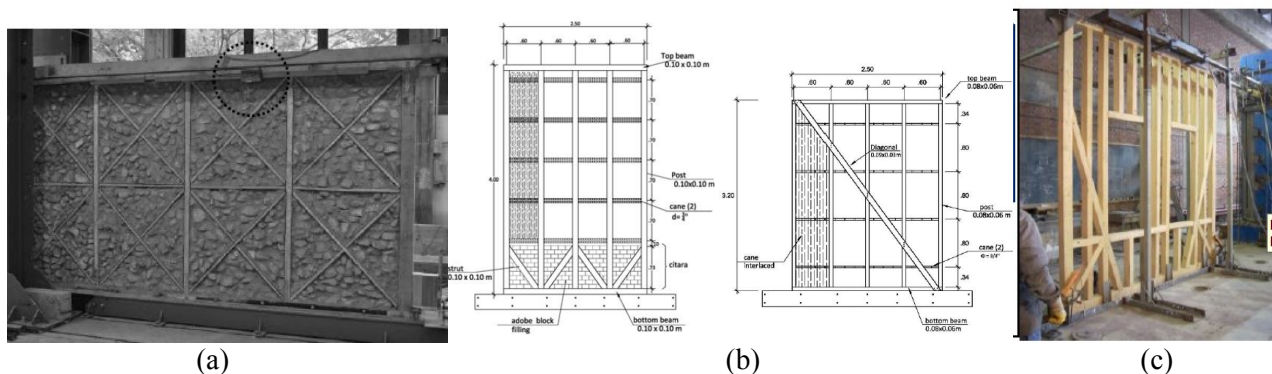 2.50
.60 .60 .60 .60
Top beam
0.10 x 0.10 m
.70
.70
4.00
.70
Post
0.10x0.10 m
cane (2)
.70
citara
strut
0.10 x 0.10 m
adobe block
filling
bottom beam
0.10 x 0.10 m
2.50
.60 .60 .60 .60
top beam
0.08x0.06m
.34
Diagonal
.80
3.20
.80
post
0.08x0.06 m
cane
interlaced
.80
cane (2)
.34
bottom beam
0.08x0.06m
(a)
(b)
(c)